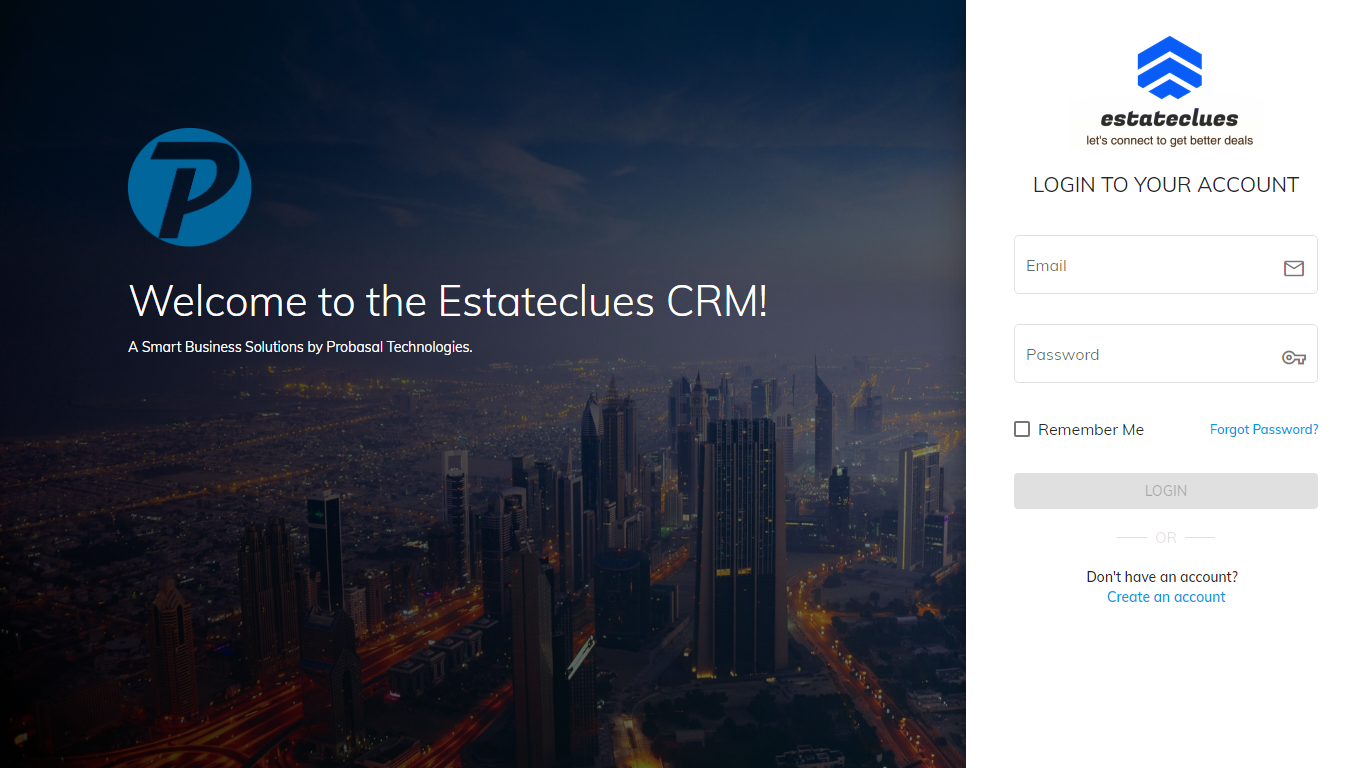 P
Welcome to the Estateclues CRM!
A Smart Business Solutions by Probasal Technologies.
estateclues
let's connect to get better deals
LOGIN TO YOUR ACCOUNT
Email
Password
Remember Me
Forgot Password?
LOGIN
OR
Don't have an account?
Create an account